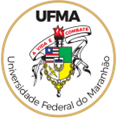 UFMA
A VIDA É COMBATE
Universidade Federal do Maranhão